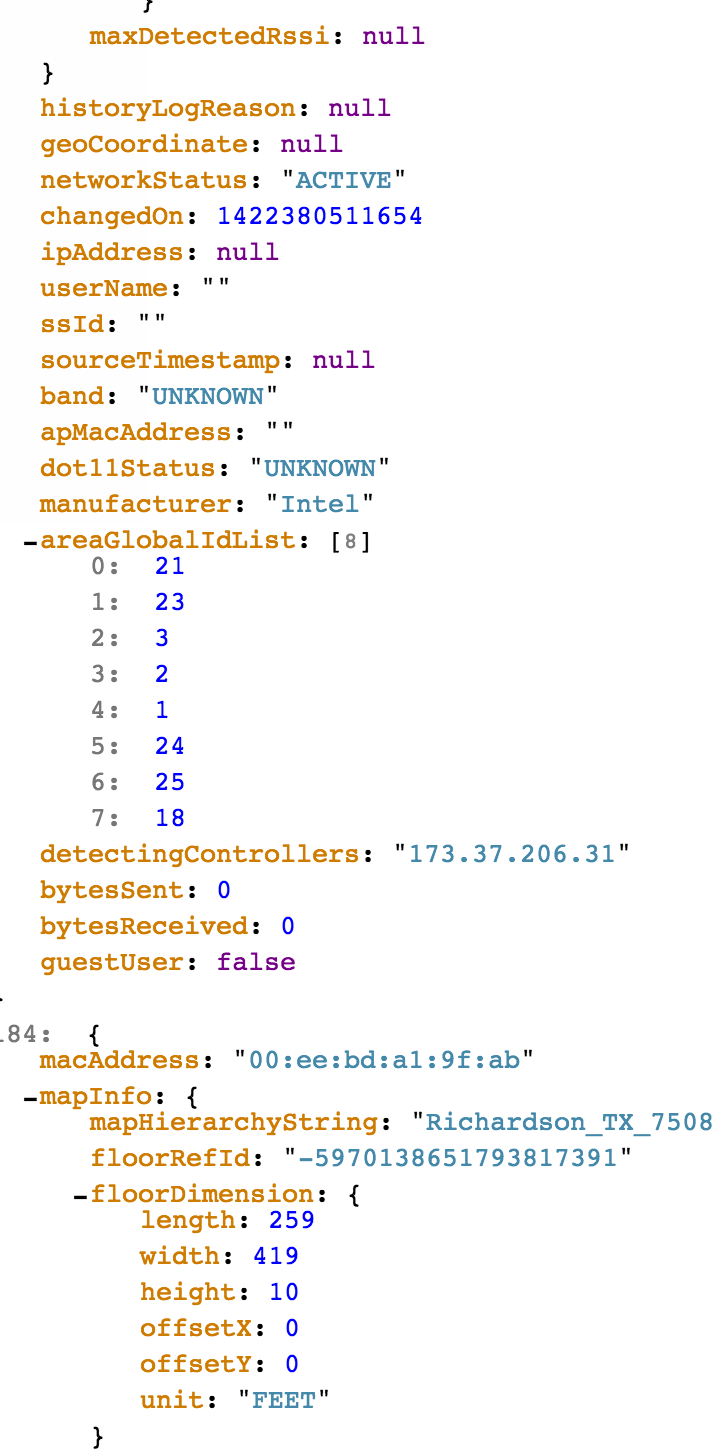 }
maxDetectedRssi: null
}
historyLogReason: null
geoCoordinate: null
networkStatus: "ACTIVE"
changedOn: 1422380511654
ipAddress: null
userName: ""
ssId: ""
sourceTimestamp: null
band: "UNKNOWN"
apMacAddress: ""
dot11Status: "UNKNOWN"
manufacturer: "Intel"
-areaGlobalIdList: [8]
0: 21
1: 23
2: 3
3: 2
4: 1
5: 24
6: 25
7: 18
detectingControllers: "173.37.206.31"
bytesSent: 0
bytesReceived: 0
guestUser: false
184: {
macAddress: "00:ee:bd:a1:9f:ab"
-mapInfo: {
mapHierarchyString: "Richardson_TX_7508
floorRefId: "-5970138651793817391"
-floorDimension: {
length: 259
width: 419
height: 10
offsetX: 0
offsetY: 0
unit: "FEET"
}